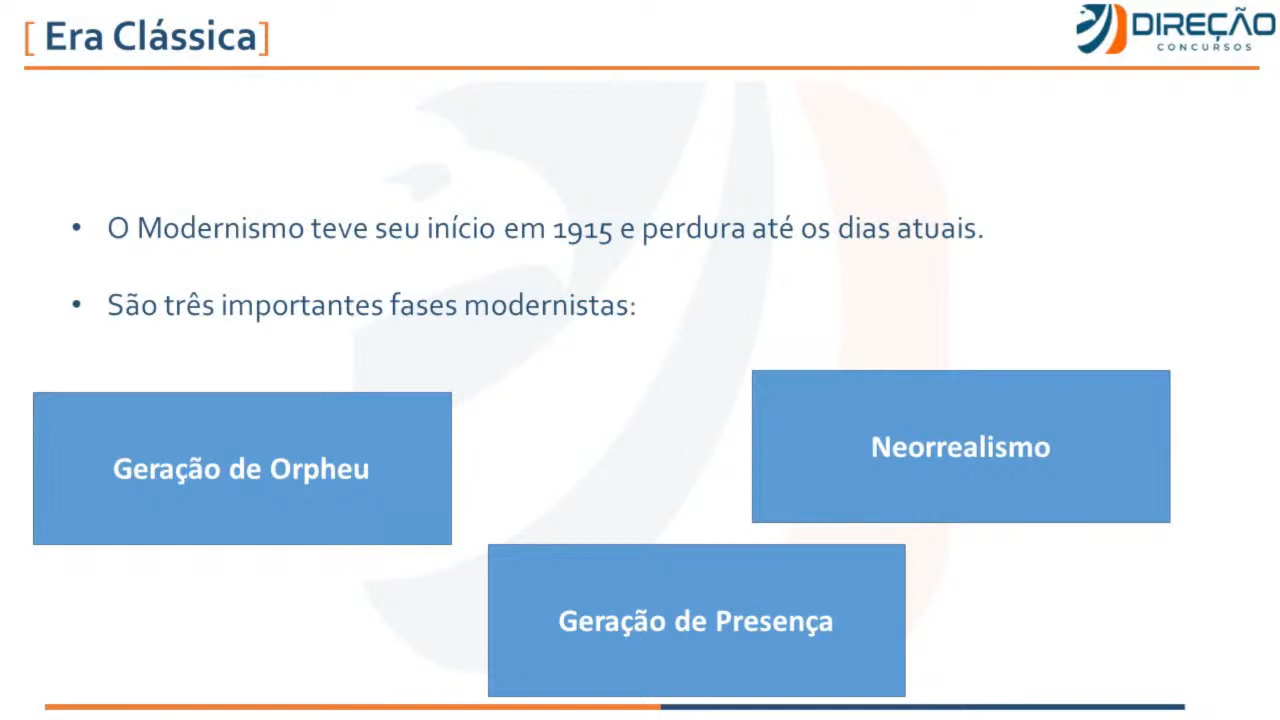 [ Era Clássica]
DIREÇÃO
CONCURSOS
• O Modernismo teve seu início em 1915 e perdura até os dias atuais.
• São três importantes fases modernistas:
Geração de Orpheu
Neorrealismo
Geração de Presença